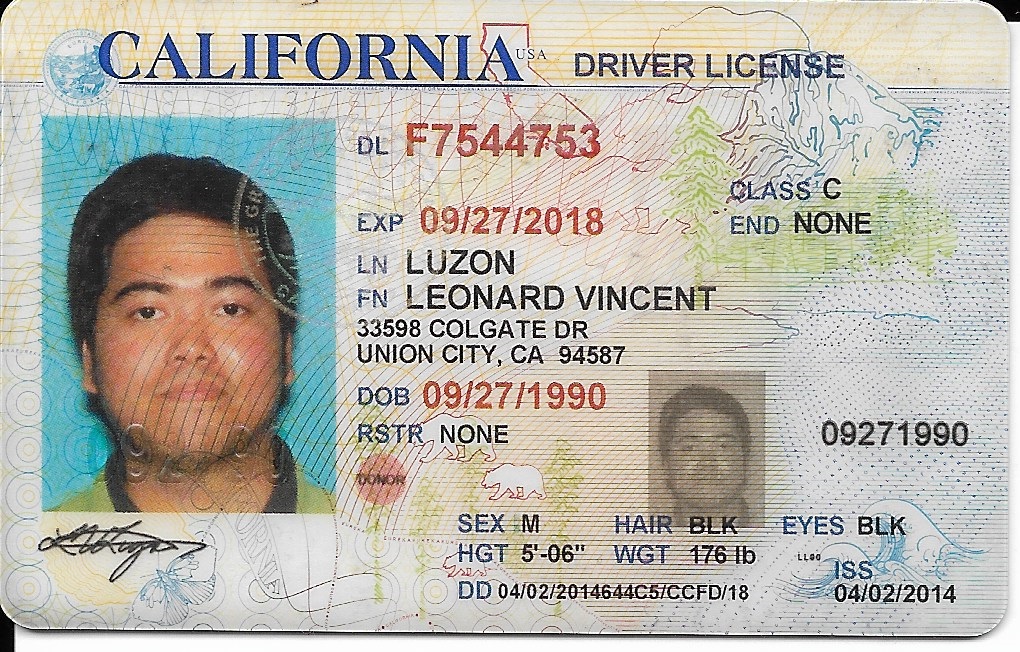 CALIFORNIA USA DRIVER LICENSE
DL F7544753
CLASS C
EXP 09/27/2018
END NONE
LN LUZON
FN LEONARD VINCENT
33598 COLGATE DR
UNION CITY, CA 94587
DOB 09/27/1990
RSTR NONE
09271990
DONOR
SEX M HAIR BLK EYES BLK
HGT 5'-06" WGT 176 lb
ISS
DD 04/02/2014644C5/CCFD/18 04/02/2014